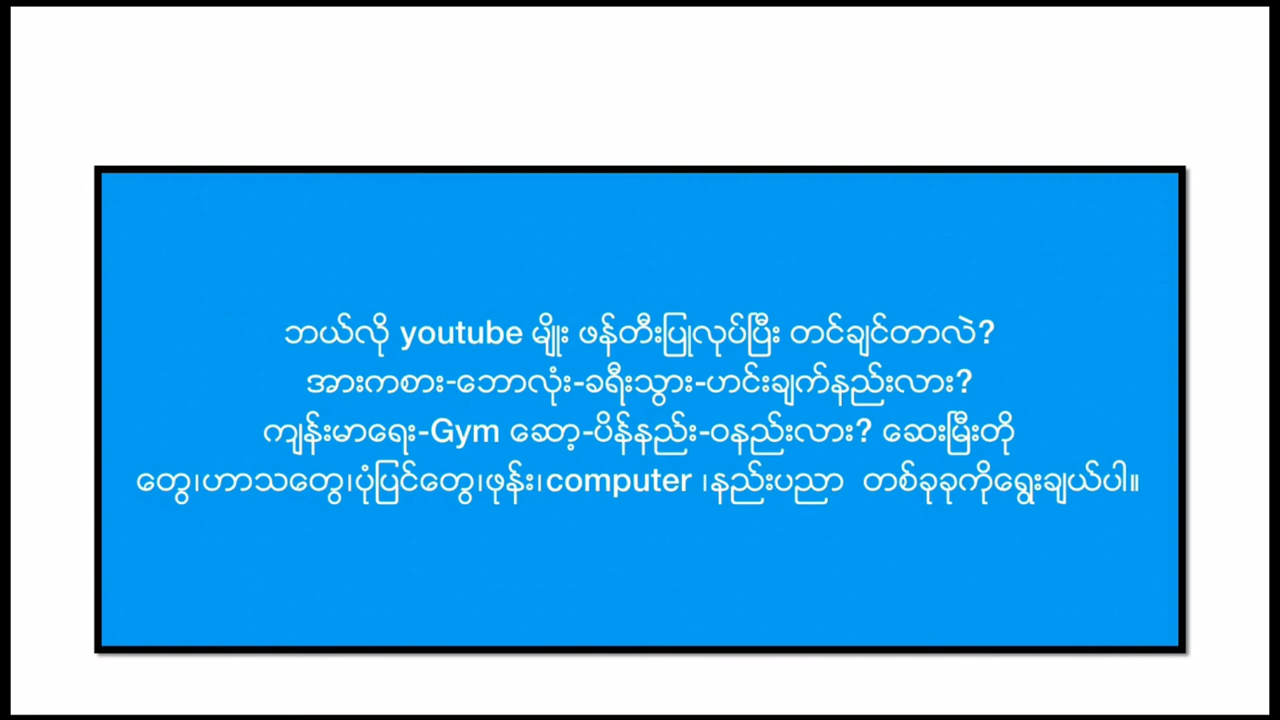 ဘယ်လို youtube မျိုး ဖန်တီးပြုလုပ်ပြီး တင်ချင်တာလဲ?
အားကစား-ဘောလုံး-ခရီးသွား-ဟင်းချက်နည်းလား?
ကျန်းမာရေး-Gym ဆော့-ပိန်နည်း-ဝနည်းလား? ဆေးမြီးတို
တွေ၊ဟာသတွေ၊ပုံပြင်တွေ၊ဖုန်း၊computer ၊နည်းပညာ တစ်ခုခုကိုရွေးချယ်ပါ။